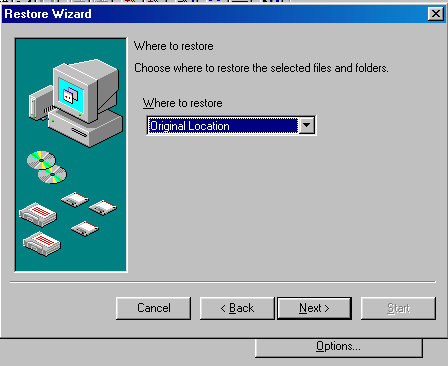 Restore Wizard
Where to restore
Choose where to restore the selected files and folders.
Where to restore
Original Location
Cancel
< Back
Next >
Start
Options...